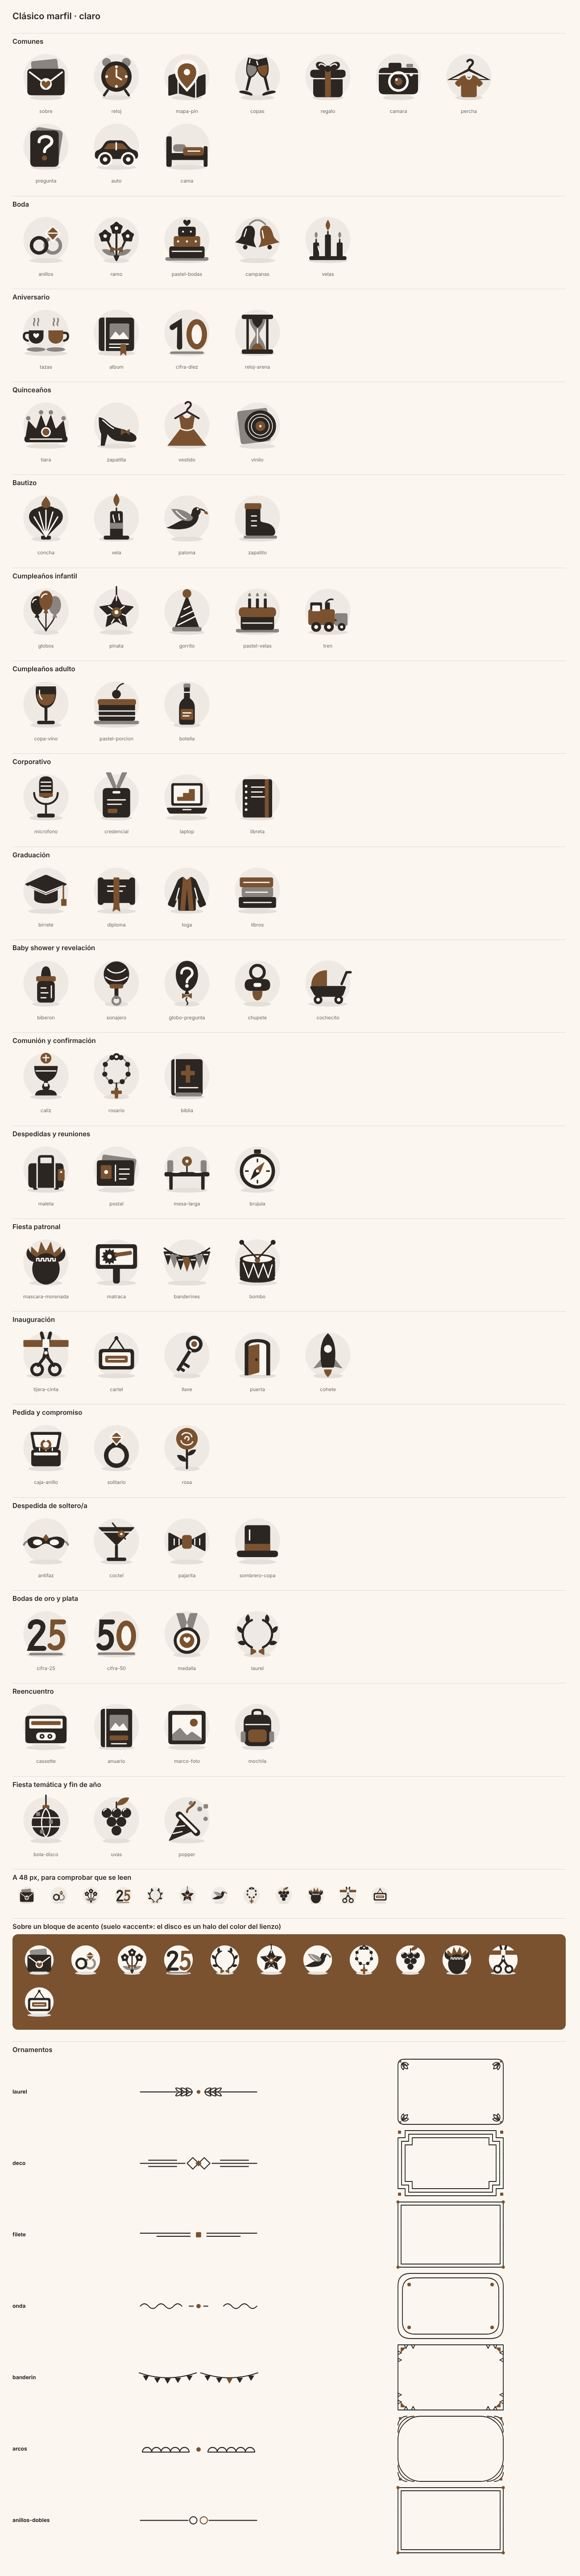 Clásico marfil · claro
Comunes
sobre reloj mapa-pin copas regalo camara percha
pregunta auto cama
Boda
anillos ramo pastel-bodas campanas velas
Aniversario
10
tazas album cifra-diez reloj-arena
Quinceaños
tiara zapatilla vestido vinilo
Bautizo
concha vela paloma zapatito
Cumpleaños infantil
globos pinata gorrito pastel-velas tren
Cumpleaños adulto
copa-vino pastel-porcion botella
Corporativo
microfono credencial laptop libreta
Graduación
birrete diploma toga libros
Baby shower y revelación
?
biberon sonajero globo-pregunta chupete cochecito
Comunión y confirmación
caliz rosario biblia
Despedidas y reuniones
maleta postal mesa-larga brujula
Fiesta patronal
mascara-morenada matraca banderines bombo
Inauguración
tijera-cinta cartel llave puerta cohete
Pedida y compromiso
caja-anillo solitario rosa
Despedida de soltero/a
antifaz coctel pajarita sombrero-copa
Bodas de oro y plata
25 50
cifra-25 cifra-50 medalla laurel
Reencuentro
cassette anuario marco-foto mochila
Fiesta temática y fin de año
bola-disco uvas popper
A 48 px, para comprobar que se leen
25
Sobre un bloque de acento (suelo «accent»: el disco es un halo del color del lienzo)
25
Ornamentos
laurel
deco
filete
onda
banderin
arcos
anillos-dobles